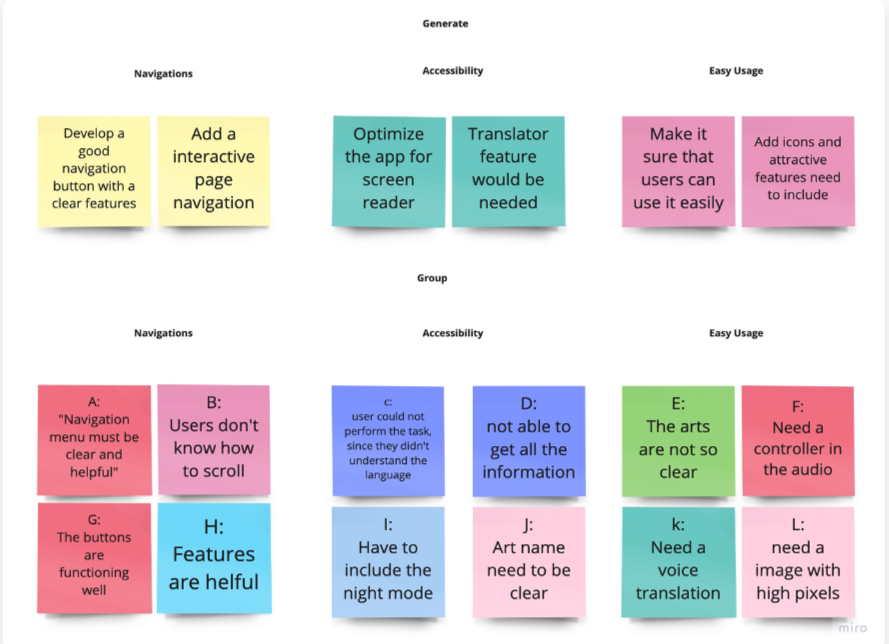 Generate
Navigations
Accessibility
Easy Usage
Develop a
good
navigation
button with a
clear features
Add a
interactive
page
navigation
Optimize
the app for
screen
reader
Translator
feature
would be
needed
Make it
sure that
users can
use it easily
Add icons and
attractive
features need
to include
Group
Navigations
Accessibility
Easy Usage
A:
"Navigation
menu must be
clear and
helpful"
B:
Users don't
know how
to scroll
c:
user could not
perform the task,
since they didn't
understand the
language
D:
not able to
get all the
information
E:
The arts
are not so
clear
F:
Need a
controller in
the audio
G:
The buttons
are
functioning
well
H:
Features
are helful
I:
Have to
include the
night mode
J:
Art name
need to be
clear
k:
Need a
voice
translation
L:
need a
image with
high pixels
miro